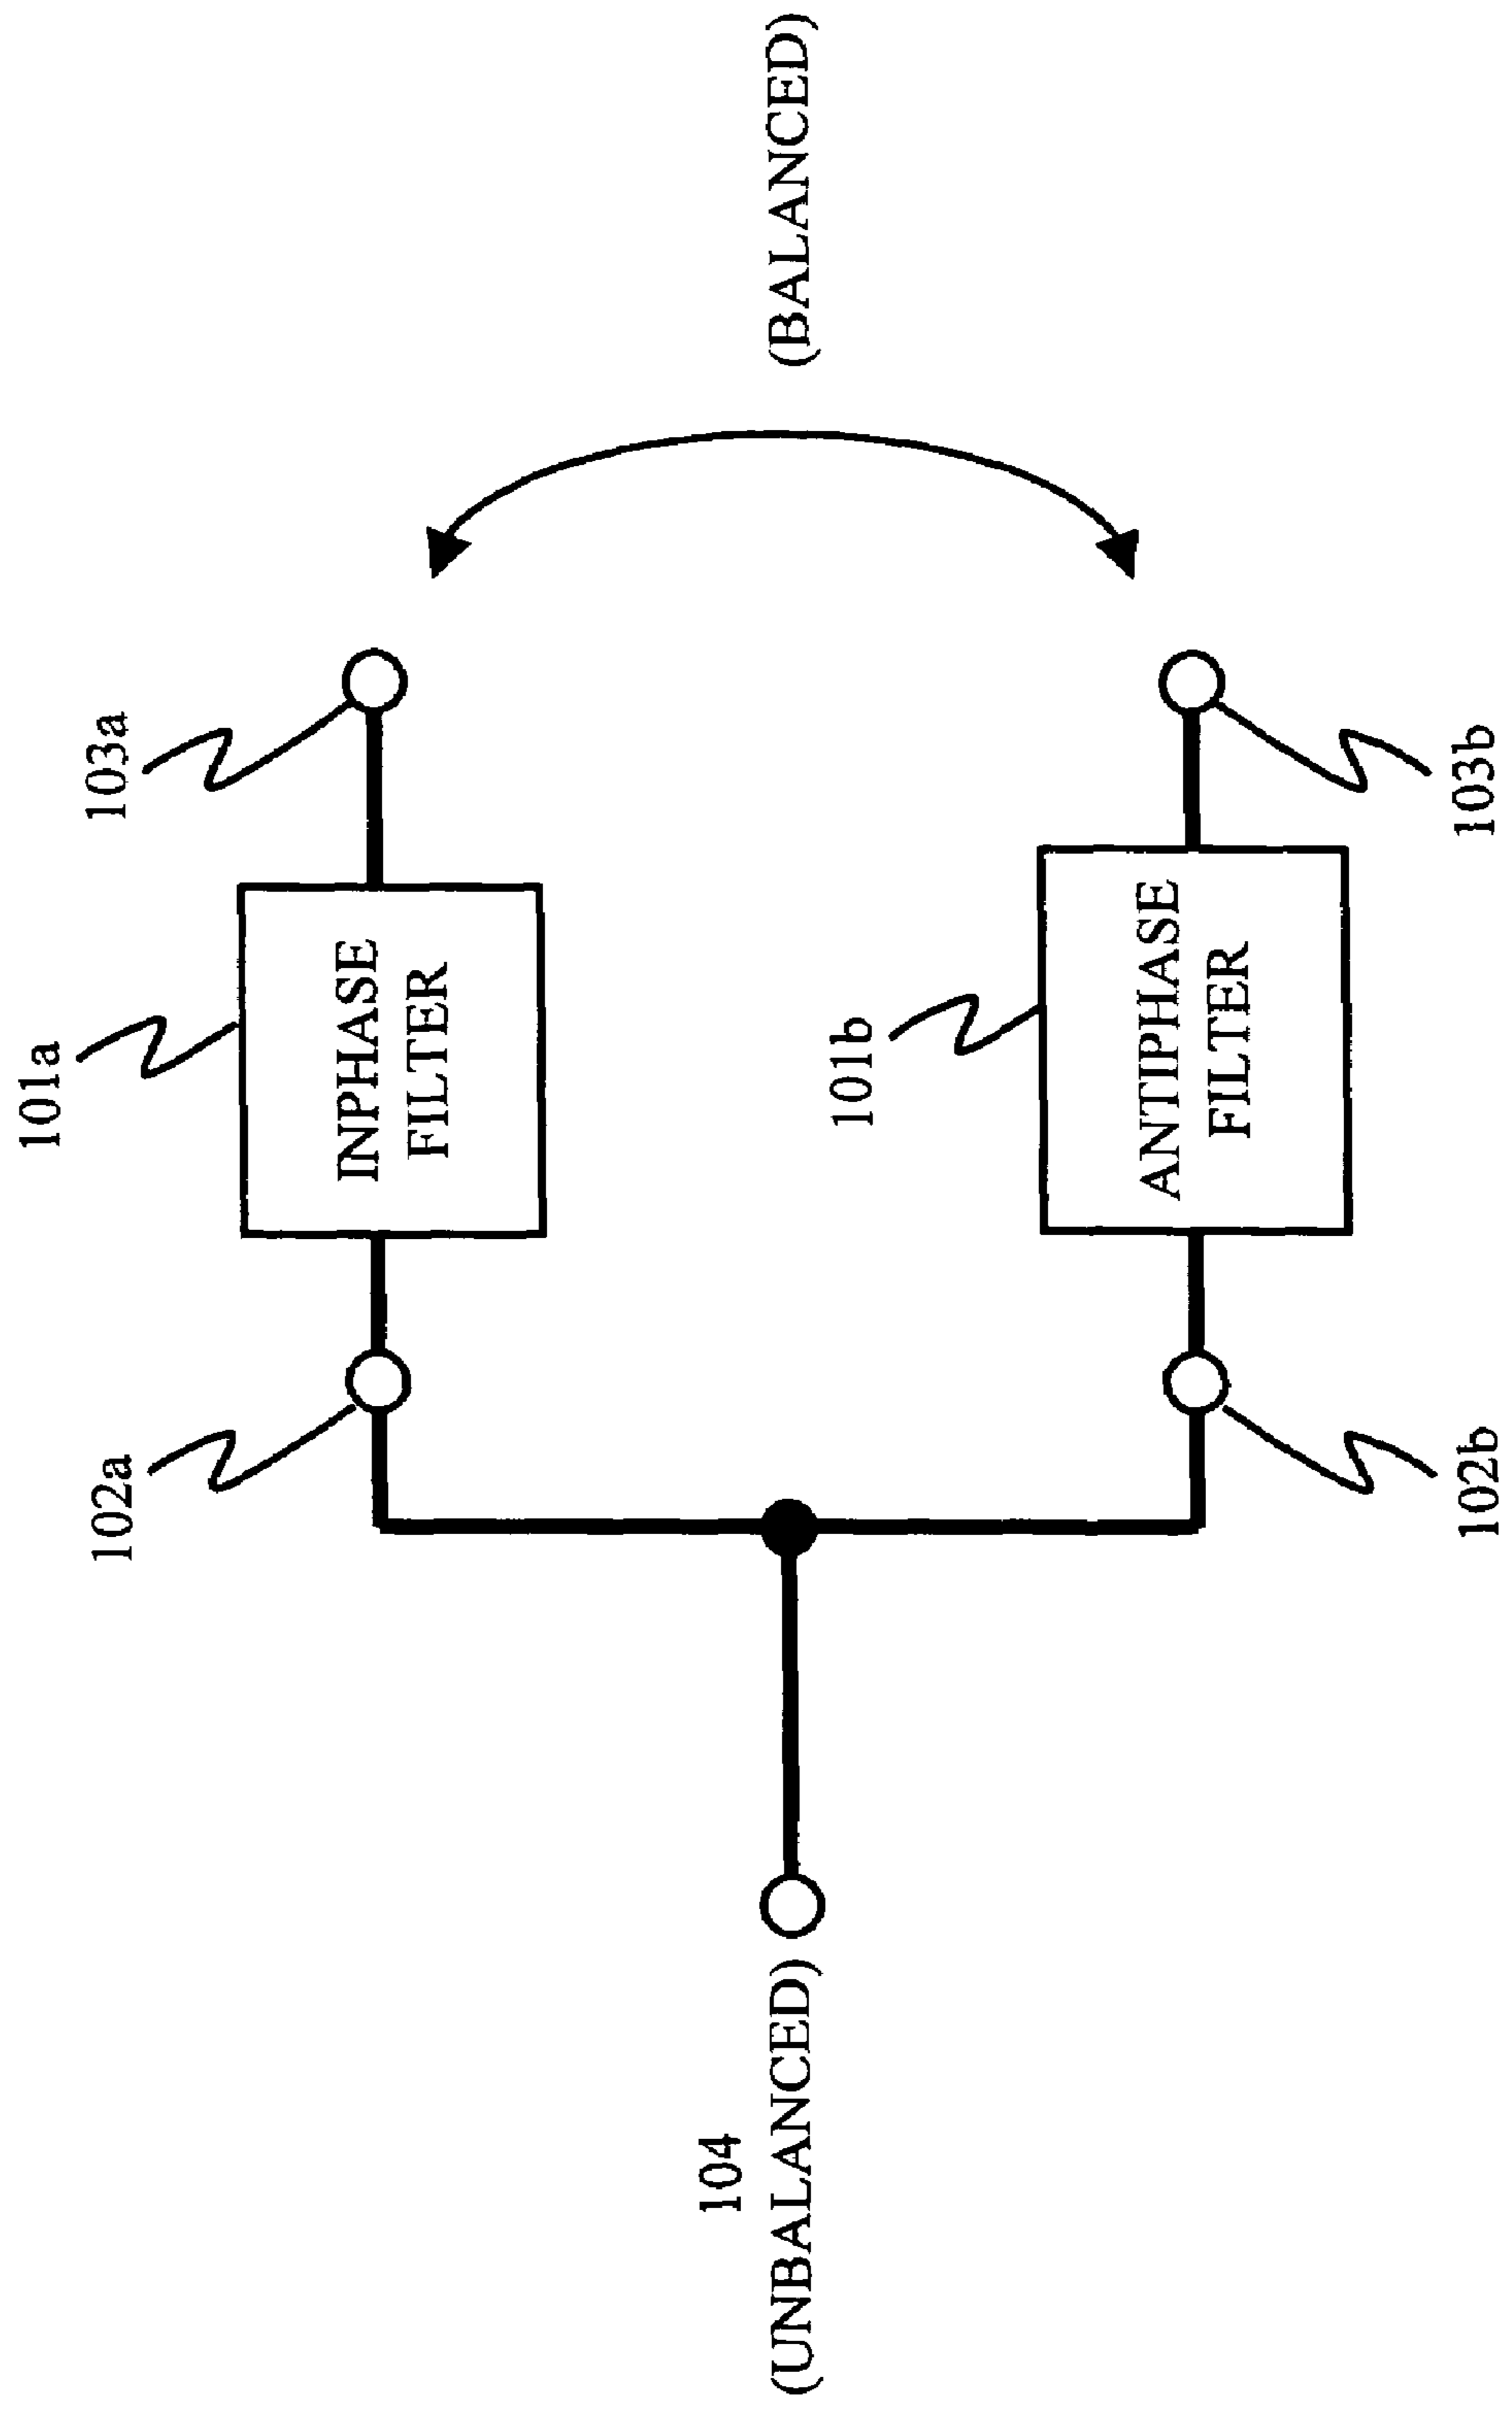 101a
INPHASE
FILTER
102a
103a
104
(UNBALANCED)
(BALANCED)
101b
ANTIPHASE
FILTER
102b
103b